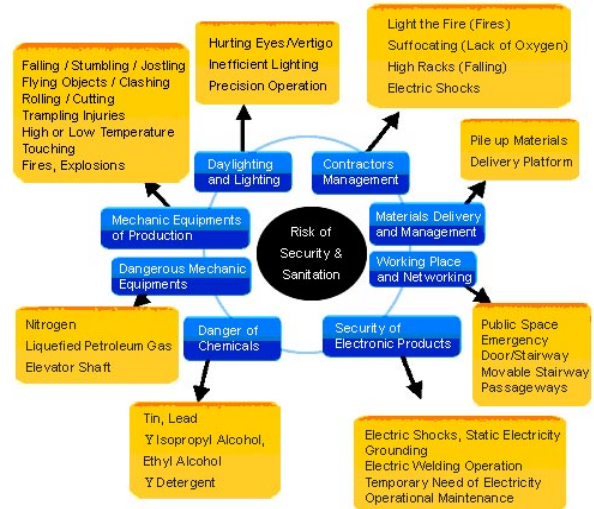 Light the Fire (Fires)
Suffocating (Lack of Oxygen)
High Racks (Falling)
Electric Shocks
Hurting Eyes/Vertigo
Inefficient Lighting
Precision Operation
Falling / Stumbling / Jostling
Flying Objects / Clashing
Rolling / Cutting
Trampling Injuries
High or Low Temperature
Touching
Fires, Explosions
Pile up Materials
Delivery Platform
Daylighting
and Lighting
Contractors
Management
Mechanic Equipments
of Production
Materials Delivery
and Management
Risk of
Security &
Sanitation
Dangerous Mechanic
Equipments
Working Place
and Networking
Nitrogen
Liquefied Petroleum Gas
Elevator Shaft
Danger of
Chemicals
Security of
Electronic Products
Public Space
Emergency
Door/Stairway
Movable Stairway
Passageways
Tin, Lead
Y Isopropyl Alcohol,
Ethyl Alcohol
Y Detergent
Electric Shocks, Static Electricity
Grounding
Electric Welding Operation
Temporary Need of Electricity
Operational Maintenance